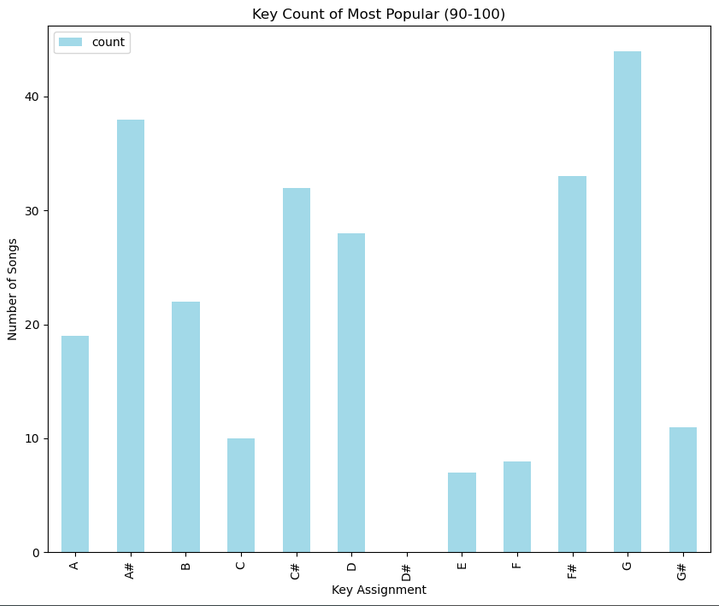 Key Count of Most Popular (90-100)
count
Number of Songs
40
30
20
10
0
A A# B C C# D D# E F F# G G#
Key Assignment